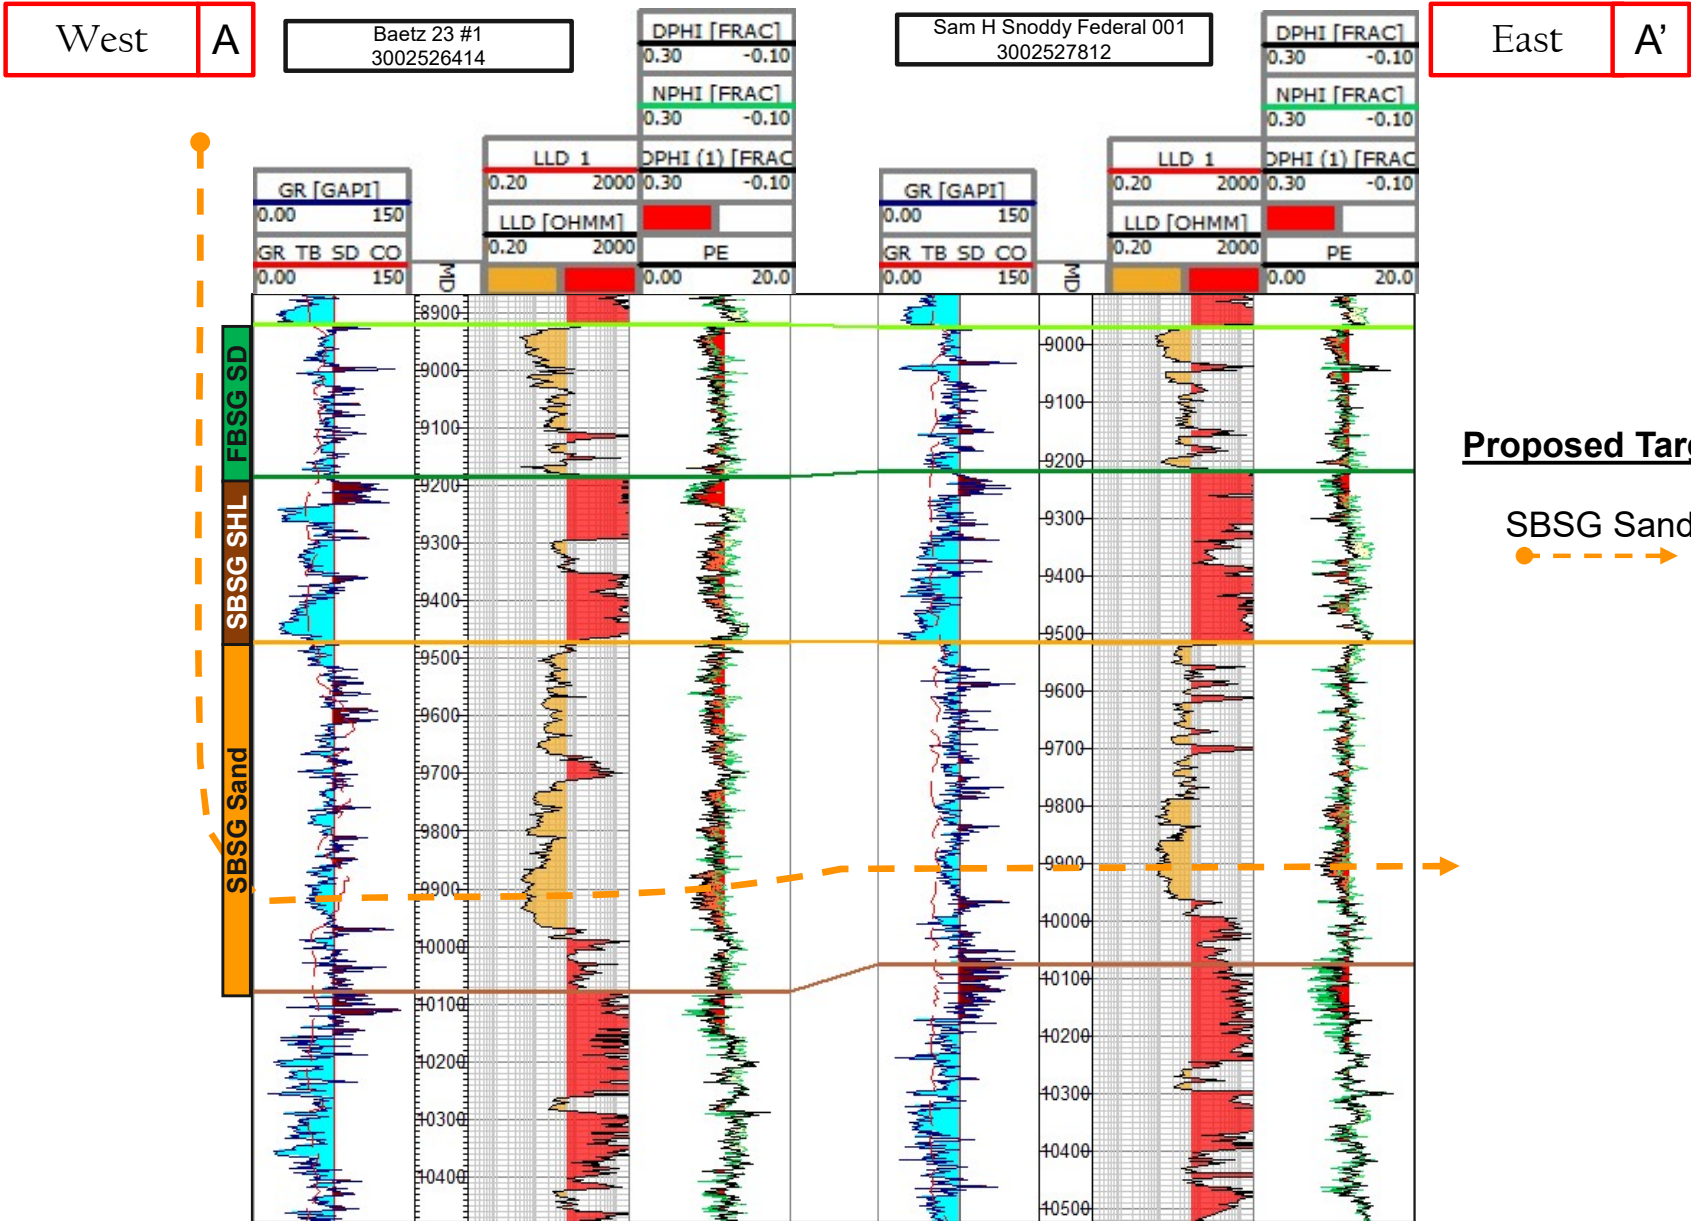 West
A
Baetz 23 #1
3002526414
Sam H Snoddy Federal 001
3002527812
East
A'
DPHI [FRAC]
0.30 -0.10
NPHI [FRAC]
0.30 -0.10
DPHI (1) [FRAC
0.30 -0.10
PE
0.00 20.0
LLD 1
0.20 2000
LLD [OHMM]
0.20 2000
GR [GAPI]
0.00 150
GR TB SD CO
0.00 150
MD
DPHI [FRAC]
0.30 -0.10
NPHI [FRAC]
0.30 -0.10
DPHI (1) [FRAC
0.30 -0.10
PE
0.00 20.0
LLD 1
0.20 2000
LLD [OHMM]
0.20 2000
GR [GAPI]
0.00 150
GR TB SD CO
0.00 150
MD
FBSG SD
SBSG SHL
SBSG Sand
8900
9000
9100
9200
9300
9400
9500
9600
9700
9800
9900
10000
10100
10200
10300
10400
9000
9100
9200
9300
9400
9500
9600
9700
9800
9900
10000
10100
10200
10300
10400
10500
Proposed Targ
SBSG Sand